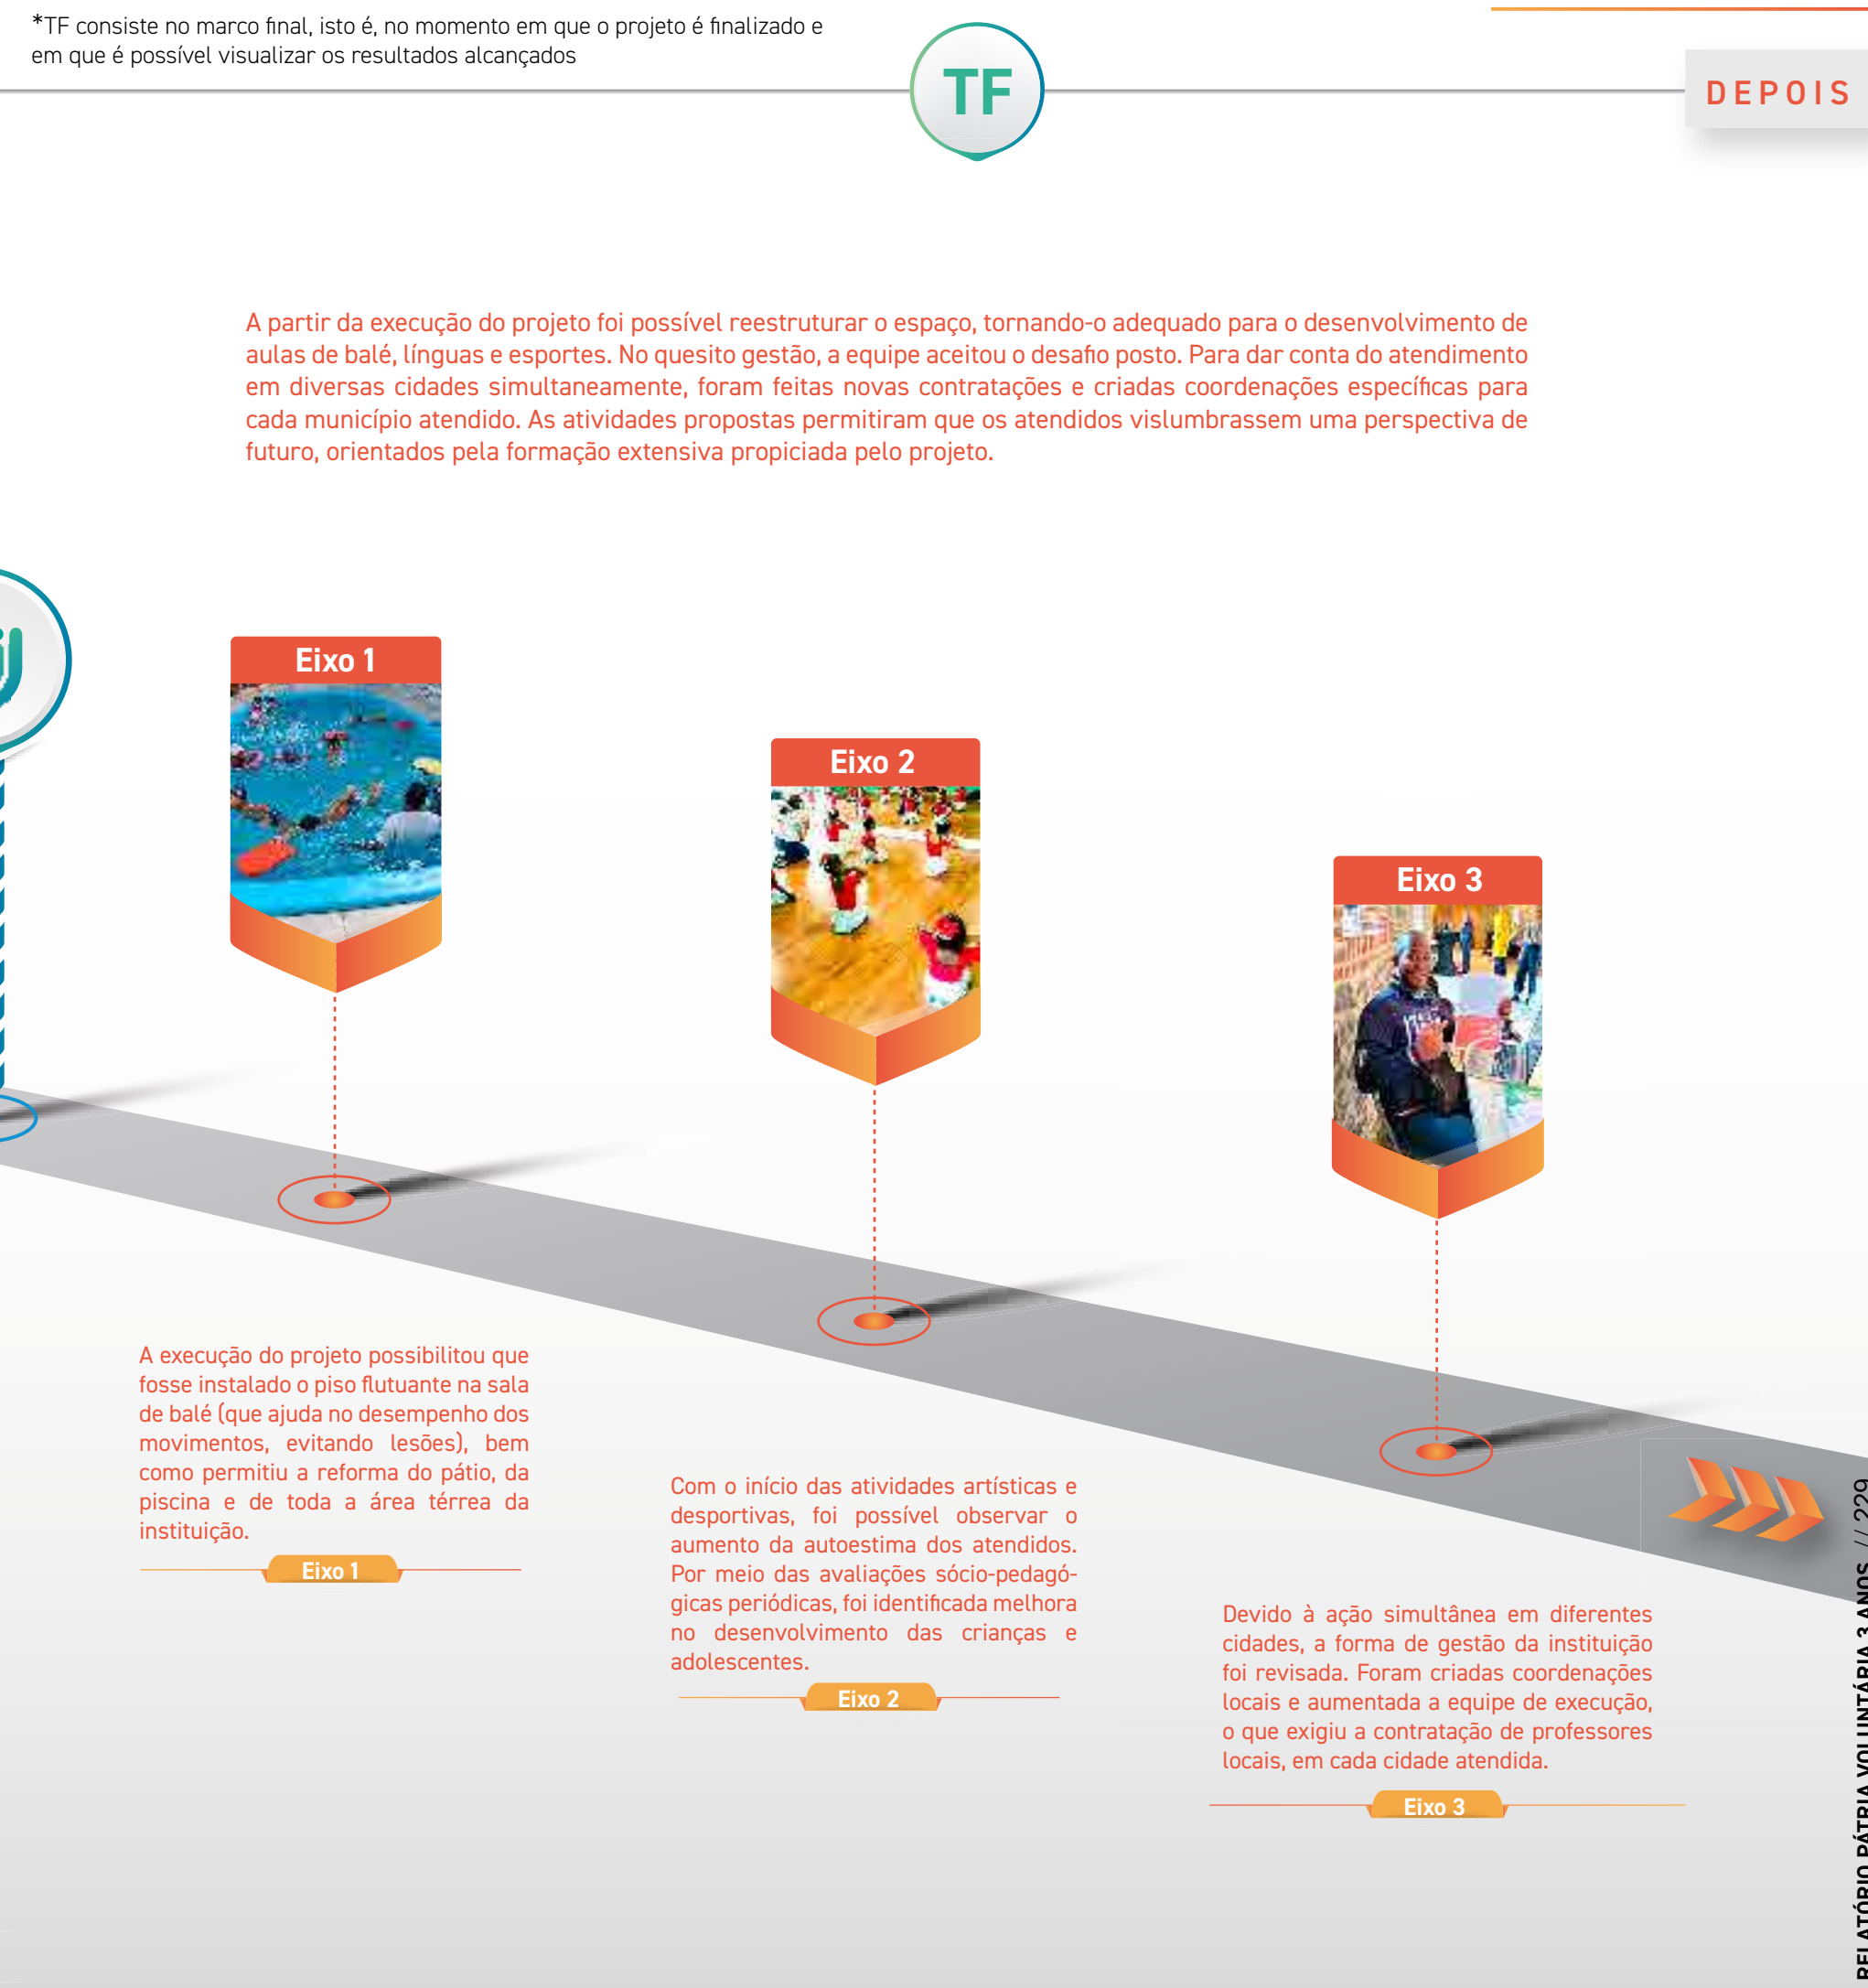 *TF consiste no marco final, isto é, no momento em que o projeto é finalizado e
em que é possível visualizar os resultados alcançados
TF
DEPOIS
A partir da execução do projeto foi possível reestruturar o espaço, tornando-o adequado para o desenvolvimento de
aulas de balé, línguas e esportes. No quesito gestão, a equipe aceitou o desafio posto. Para dar conta do atendimento
em diversas cidades simultaneamente, foram feitas novas contratações e criadas coordenações específicas para
cada município atendido. As atividades propostas permitiram que os atendidos vislumbrassem uma perspectiva de
futuro, orientados pela formação extensiva propiciada pelo projeto.
Eixo 1
Eixo 2
Eixo 3
A execução do projeto possibilitou que
fosse instalado o piso flutuante na sala
de balé (que ajuda no desempenho dos
movimentos, evitando lesões), bem
como permitiu a reforma do pátio, da
piscina e de toda a área térrea da
instituição.
Eixo 1
Com o início das atividades artísticas e
desportivas, foi possível observar o
aumento da autoestima dos atendidos.
Por meio das avaliações sócio-pedagó-
gicas periódicas, foi identificada melhora
no desenvolvimento das crianças e
adolescentes.
Eixo 2
Devido à ação simultânea em diferentes
cidades, a forma de gestão da instituição
foi revisada. Foram criadas coordenações
locais e aumentada a equipe de execução,
o que exigiu a contratação de professores
locais, em cada cidade atendida.
Eixo 3
RELATÓRIO PÁTRIA VOLUNTÁRIA 3 ANOS // 229